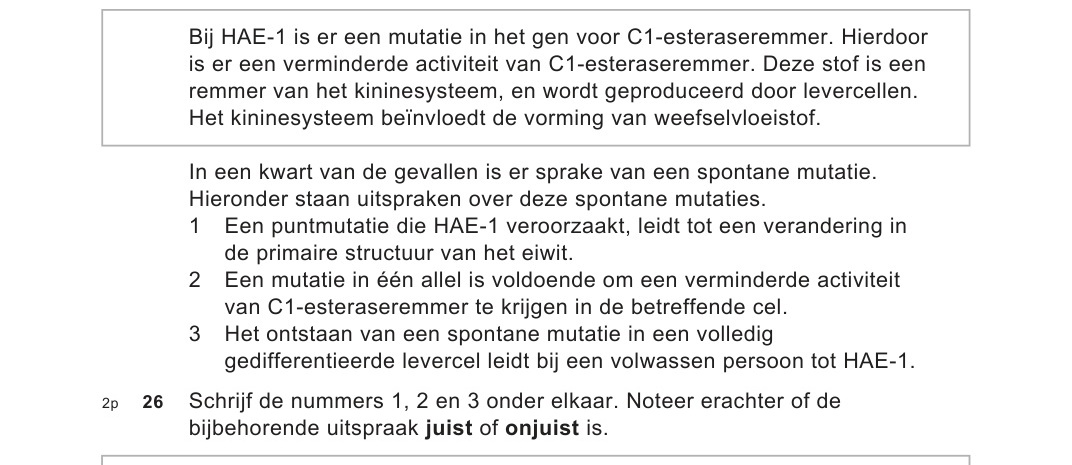 Bij HAE-1 is er een mutatie in het gen voor C1-esteraseremmer. Hierdoor
is er een verminderde activiteit van C1-esteraseremmer. Deze stof is een
remmer van het kininesysteem, en wordt geproduceerd door levercellen.
Het kininesysteem beïnvloedt de vorming van weefselvloeistof.
In een kwart van de gevallen is er sprake van een spontane mutatie.
Hieronder staan uitspraken over deze spontane mutaties.
1 Een puntmutatie die HAE-1 veroorzaakt, leidt tot een verandering in
de primaire structuur van het eiwit.
2 Een mutatie in één allel is voldoende om een verminderde activiteit
van C1-esteraseremmer te krijgen in de betreffende cel.
3 Het ontstaan van een spontane mutatie in een volledig
gedifferentieerde levercel leidt bij een volwassen persoon tot HAE-1.
2p 26 Schrijf de nummers 1, 2 en 3 onder elkaar. Noteer erachter of de
bijbehorende uitspraak juist of onjuist is.